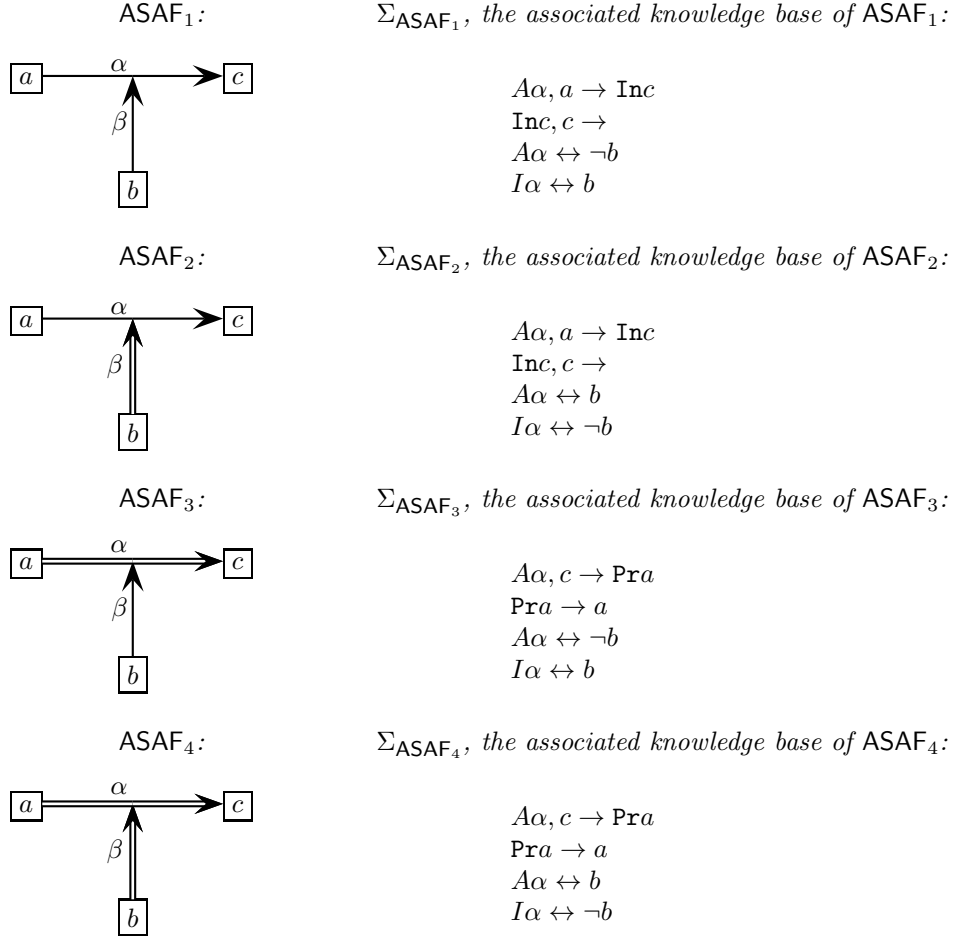 ASAF₁: Σ_ASAF₁, the associated knowledge base of ASAF₁:
a α c
β
b
Aα, a → Inc
Inc, c →
Aα ↔ ¬b
Iα ↔ b
ASAF₂: Σ_ASAF₂, the associated knowledge base of ASAF₂:
a α c
β
b
Aα, a → Inc
Inc, c →
Aα ↔ b
Iα ↔ ¬b
ASAF₃: Σ_ASAF₃, the associated knowledge base of ASAF₃:
a α c
β
b
Aα, c → Pra
Pra → a
Aα ↔ ¬b
Iα ↔ b
ASAF₄: Σ_ASAF₄, the associated knowledge base of ASAF₄:
a α c
β
b
Aα, c → Pra
Pra → a
Aα ↔ b
Iα ↔ ¬b